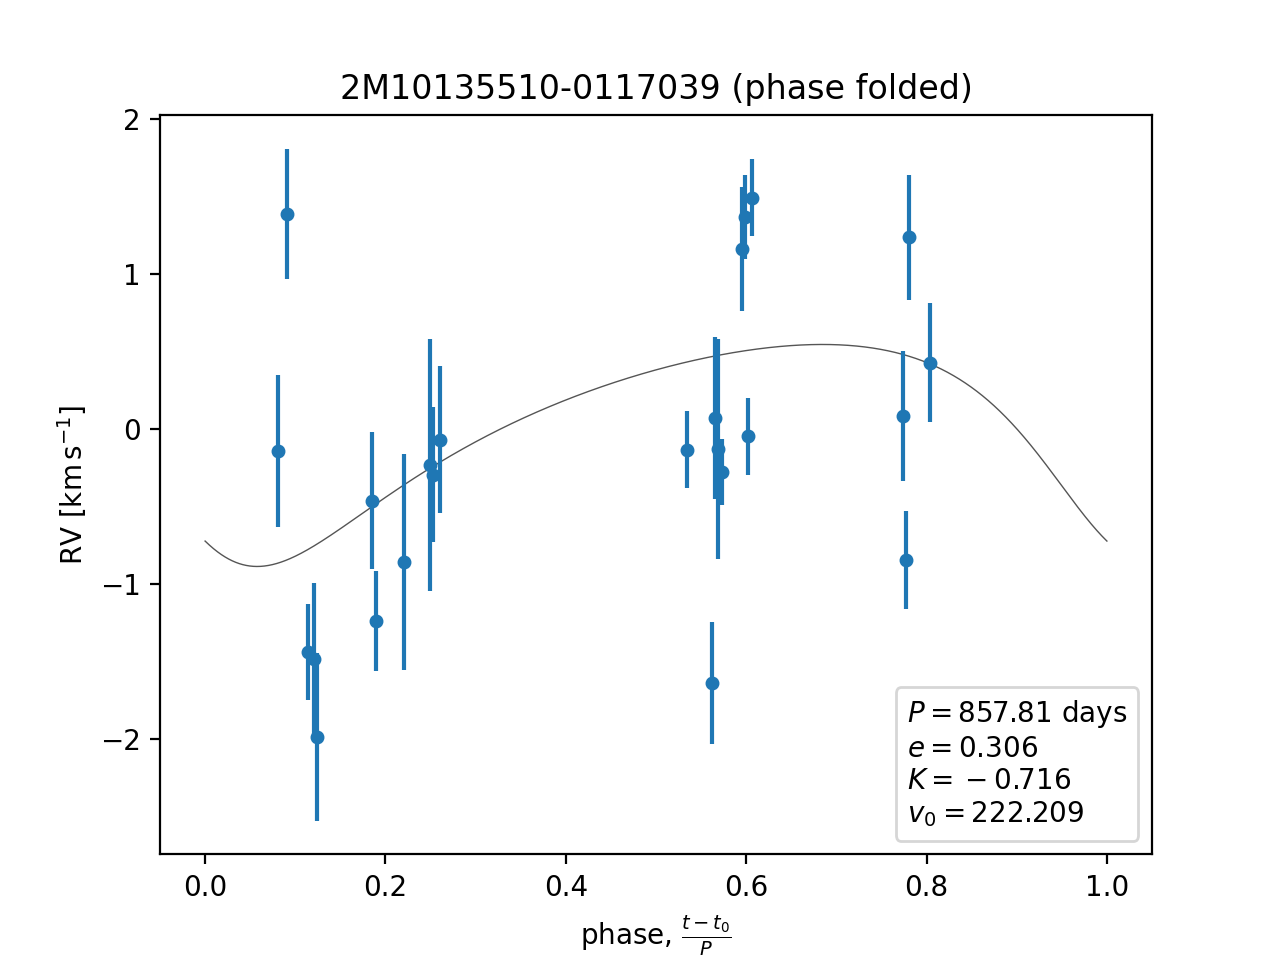 2M10135510-0117039 (phase folded)
2
1
0
−1
−2
RV [km s⁻¹]
P = 857.81 days
e = 0.306
K = −0.716
v₀ = 222.209
0.0 0.2 0.4 0.6 0.8 1.0
phase, (t − t₀)/P